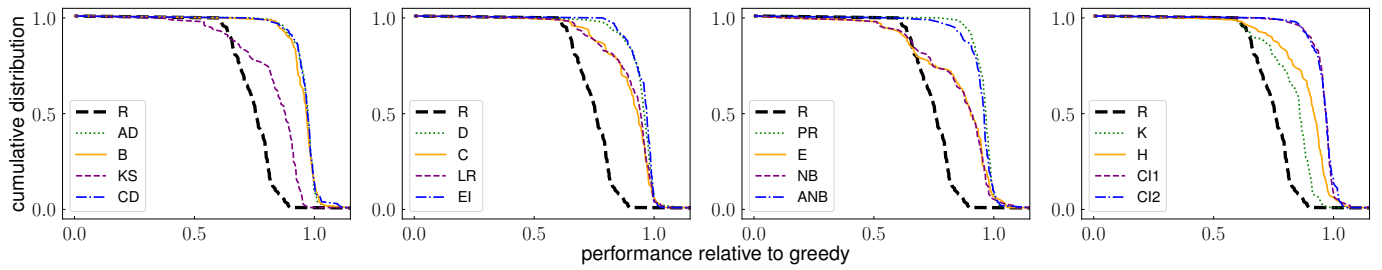 cumulative distribution
1.0
0.5
0.0
R
AD
B
KS
CD
0.0 0.5 1.0
1.0
0.5
0.0
R
D
C
LR
EI
0.0 0.5 1.0
1.0
0.5
0.0
R
PR
E
NB
ANB
0.0 0.5 1.0
1.0
0.5
0.0
R
K
H
CI1
CI2
0.0 0.5 1.0
performance relative to greedy